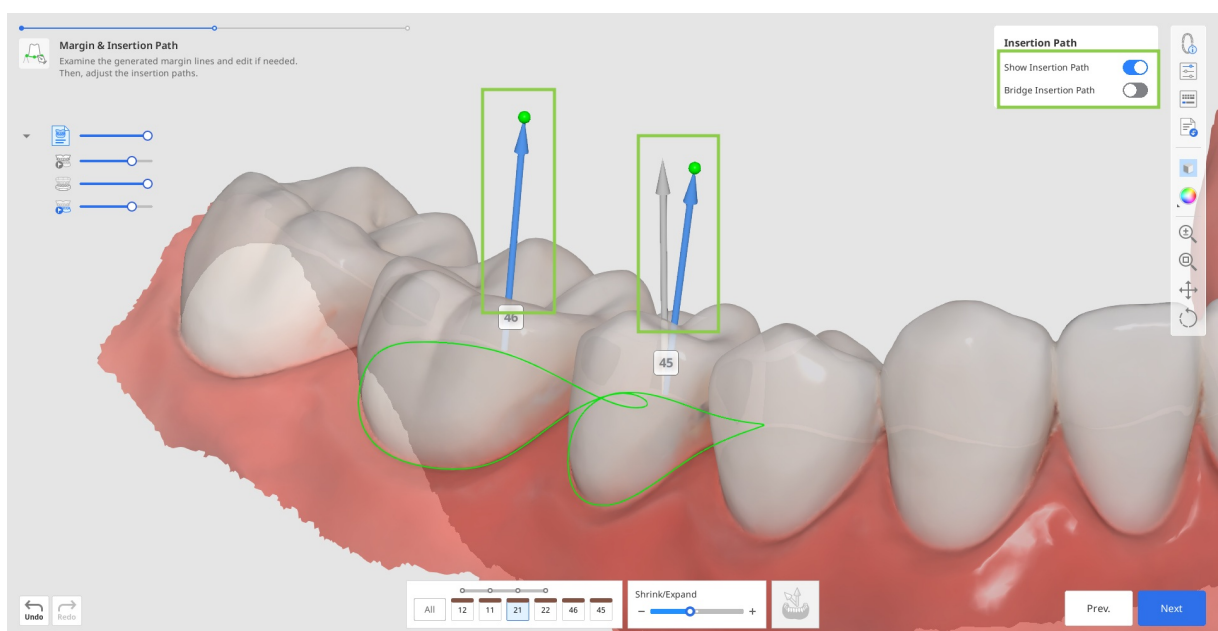 Margin & Insertion Path
Examine the generated margin lines and edit if needed.
Then, adjust the insertion paths.
Insertion Path
Show Insertion Path
Bridge Insertion Path
46
45
Undo
Redo
All
12
11
21
22
46
45
Shrink/Expand
Prev.
Next